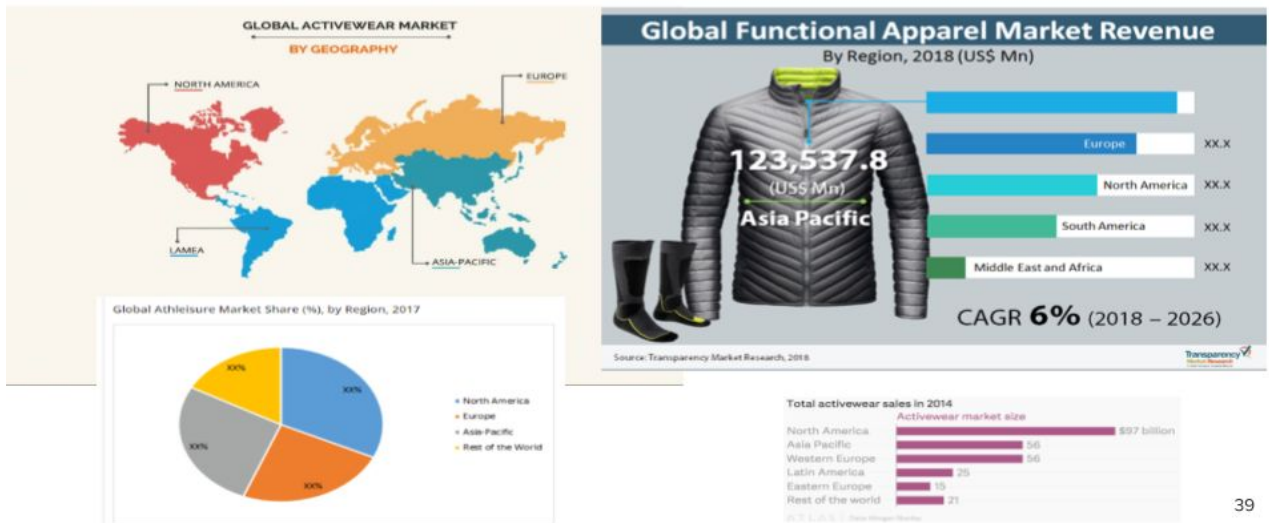 GLOBAL ACTIVEWEAR MARKET
BY GEOGRAPHY
NORTH AMERICA
EUROPE
LAMEA
ASIA-PACIFIC
Global Functional Apparel Market Revenue
By Region, 2018 (US$ Mn)
123,537.8
(US$ Mn)
Asia Pacific
Europe XX.X
North America XX.X
South America XX.X
Middle East and Africa XX.X
CAGR 6% (2018 – 2026)
Source: Transparency Market Research, 2018
Transparency
Market Research
Global Athleisure Market Share (%), by Region, 2017
XX%
XX%
XX%
XX%
North America
Europe
Asia-Pacific
Rest of the World
Total activewear sales in 2014
Activewear market size
North America $97 billion
Asia Pacific 56
Western Europe 56
Latin America 25
Eastern Europe 15
Rest of the world 21
ATLAS
39